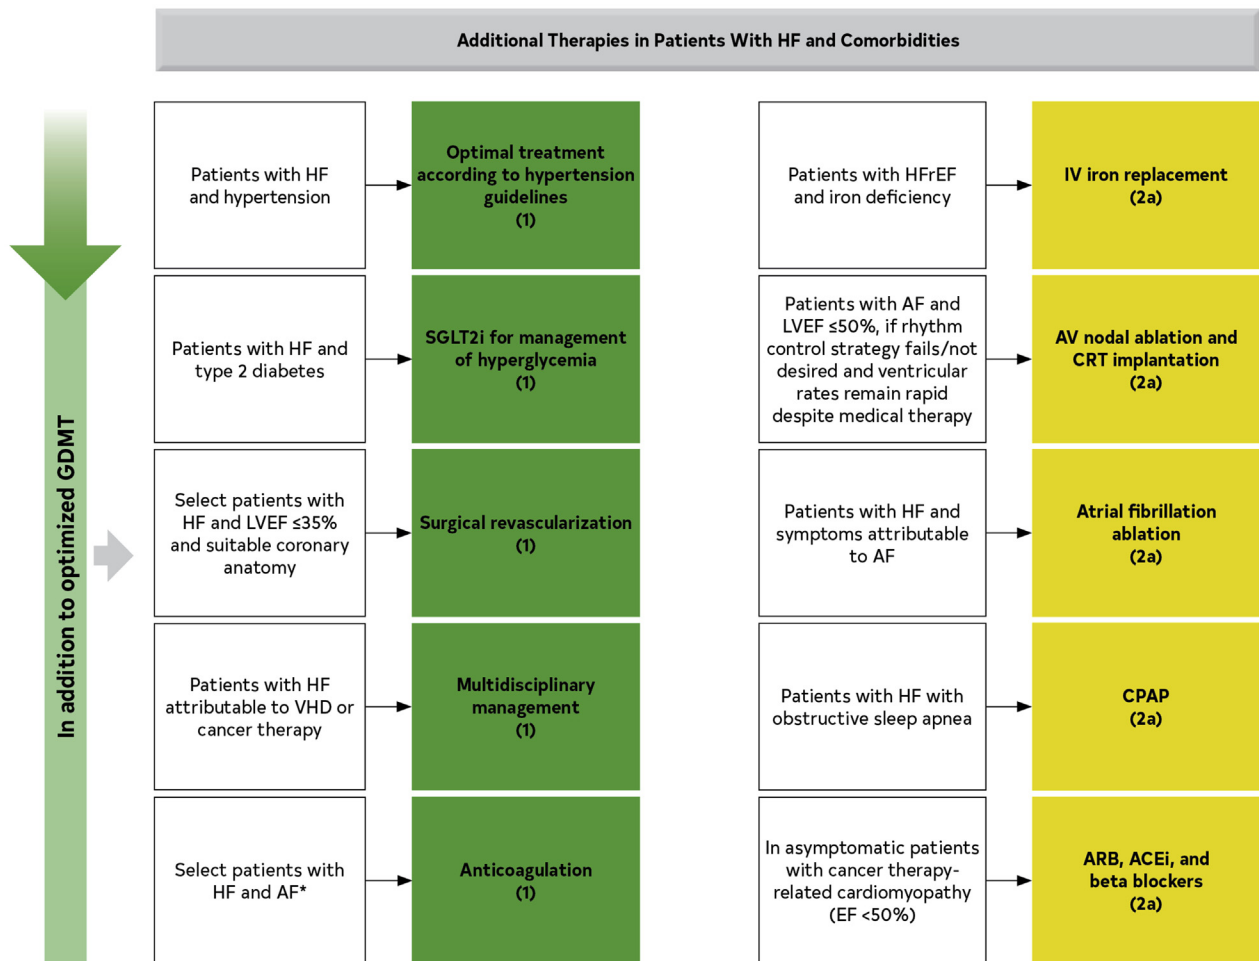 Additional Therapies in Patients With HF and Comorbidities
In addition to optimized GDMT
Patients with HF
and hypertension
Optimal treatment
according to hypertension
guidelines
(1)
Patients with HF and
type 2 diabetes
SGLT2i for management
of hyperglycemia
(1)
Select patients with
HF and LVEF ≤35%
and suitable coronary
anatomy
Surgical revascularization
(1)
Patients with HF
attributable to VHD or
cancer therapy
Multidisciplinary
management
(1)
Select patients with
HF and AF*
Anticoagulation
(1)
Patients with HFrEF
and iron deficiency
IV iron replacement
(2a)
Patients with AF and
LVEF ≤50%, if rhythm
control strategy fails/not
desired and ventricular
rates remain rapid
despite medical therapy
AV nodal ablation and
CRT implantation
(2a)
Patients with HF and
symptoms attributable
to AF
Atrial fibrillation
ablation
(2a)
Patients with HF with
obstructive sleep apnea
CPAP
(2a)
In asymptomatic patients
with cancer therapy-
related cardiomyopathy
(EF <50%)
ARB, ACEi, and
beta blockers
(2a)